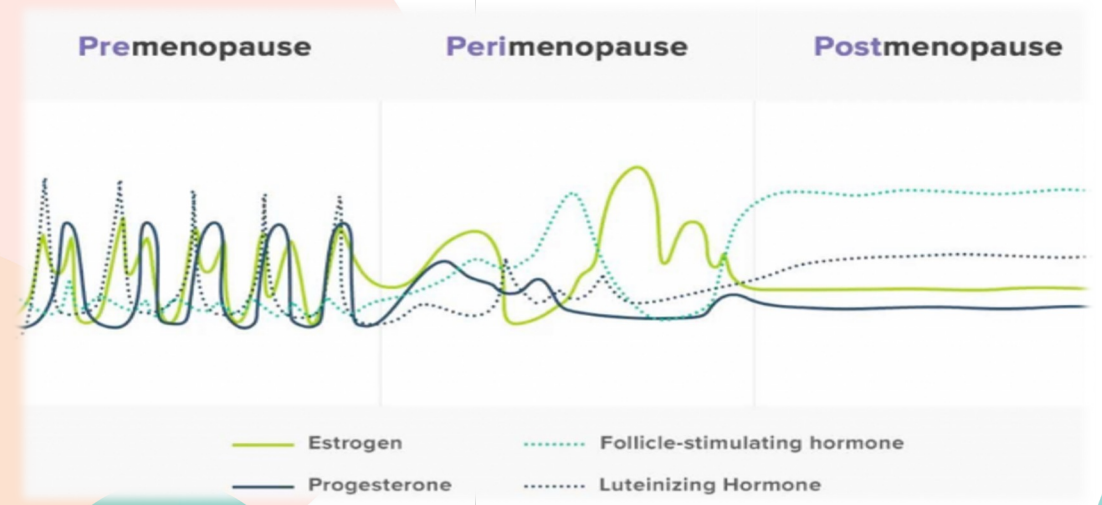 Premenopause
Perimenopause
Postmenopause
Estrogen
Follicle-stimulating hormone
Progesterone
Luteinizing Hormone